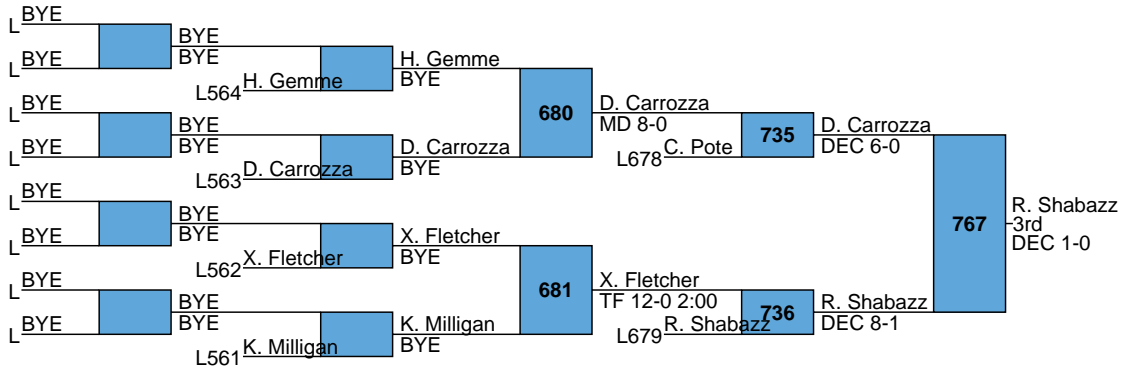 L BYE
L BYE
BYE
BYE
L564 H. Gemme
H. Gemme
BYE
L BYE
L BYE
BYE
BYE
L563 D. Carrozza
D. Carrozza
BYE
680
D. Carrozza
MD 8-0
L678 C. Pote
735
D. Carrozza
DEC 6-0
L BYE
L BYE
BYE
BYE
L562 X. Fletcher
X. Fletcher
BYE
L BYE
L BYE
BYE
BYE
L561 K. Milligan
K. Milligan
BYE
681
X. Fletcher
TF 12-0 2:00
L679 R. Shabazz
736
R. Shabazz
DEC 8-1
767
R. Shabazz
3rd
DEC 1-0